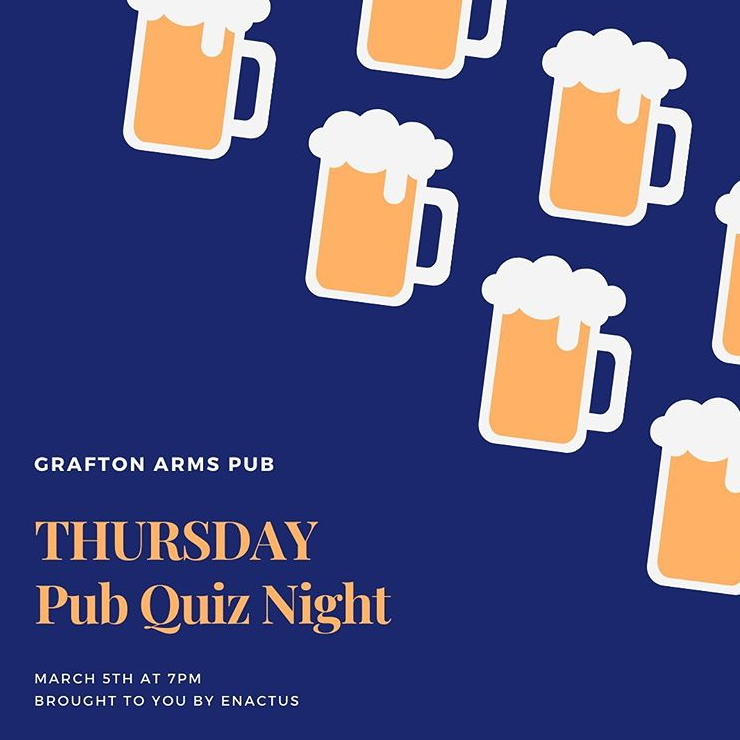 GRAFTON ARMS PUB
THURSDAY
Pub Quiz Night
MARCH 5TH AT 7PM
BROUGHT TO YOU BY ENACTUS